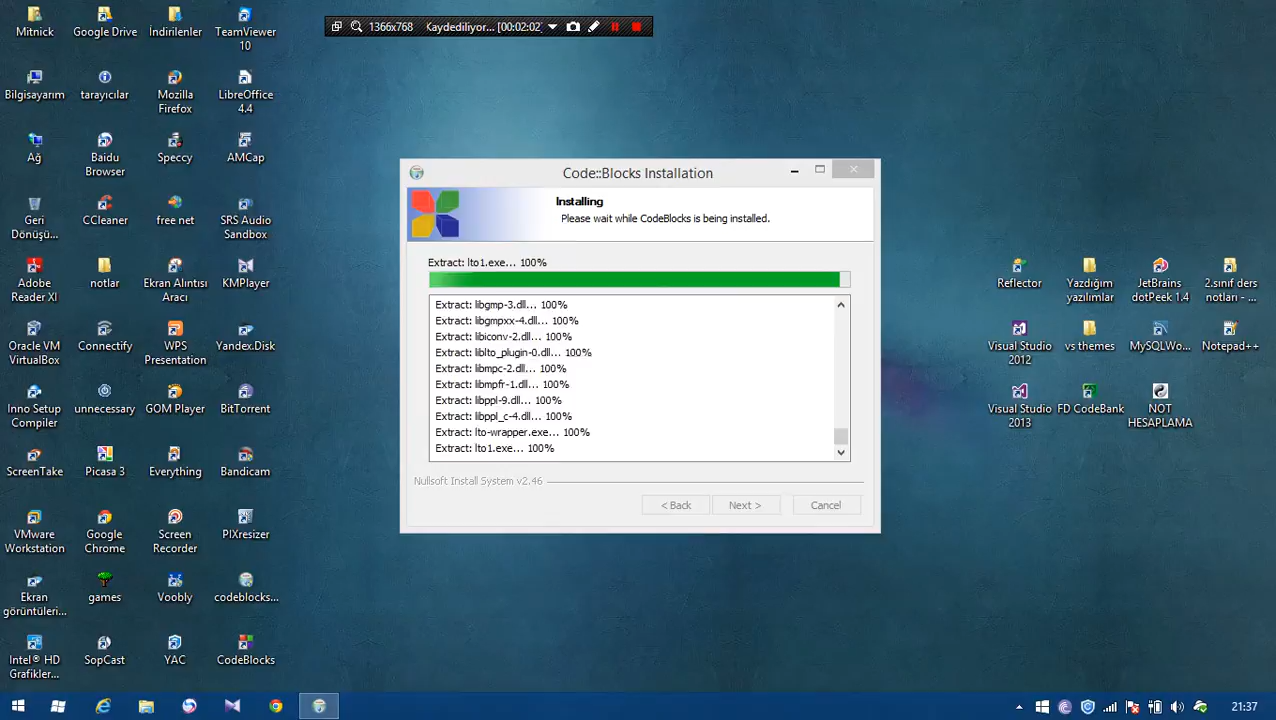 Mitnick
Google Drive
İndirilenler
TeamViewer
10
1366x768
Kaydediliyor... [00:02:02]
Bilgisayarım
tarayıcılar
Mozilla
Firefox
LibreOffice
4.4
Ağ
Baidu
Browser
Speccy
AMCap
Geri
Dönüşü...
CCleaner
free net
SRS Audio
Sandbox
Adobe
Reader XI
notlar
Ekran Alıntısı
Aracı
KMPlayer
Oracle VM
VirtualBox
Connectify
WPS
Presentation
Yandex.Disk
Inno Setup
Compiler
unnecessary
GOM Player
BitTorrent
ScreenTake
Picasa 3
Everything
Bandicam
VMware
Workstation
Google
Chrome
Screen
Recorder
PIXresizer
Ekran
görüntüleri...
games
Voobly
codeblocks...
Intel® HD
Grafikler...
SopCast
YAC
CodeBlocks
Code::Blocks Installation
Installing
Please wait while CodeBlocks is being installed.
Extract: lto1.exe... 100%
Extract: libgmp-3.dll... 100%
Extract: libgmpxx-4.dll... 100%
Extract: libiconv-2.dll... 100%
Extract: liblto_plugin-0.dll... 100%
Extract: libmpc-2.dll... 100%
Extract: libmpfr-1.dll... 100%
Extract: libppl-9.dll... 100%
Extract: libppl_c-4.dll... 100%
Extract: lto-wrapper.exe... 100%
Extract: lto1.exe... 100%
Nullsoft Install System v2.46
< Back
Next >
Cancel
Reflector
Yazdığım
yazılımlar
JetBrains
dotPeek 1.4
2.sınıf ders
notları - ...
Visual Studio
2012
vs themes
MySQLWo...
Notepad++
Visual Studio
2013
FD CodeBank
NOT
HESAPLAMA
21:37